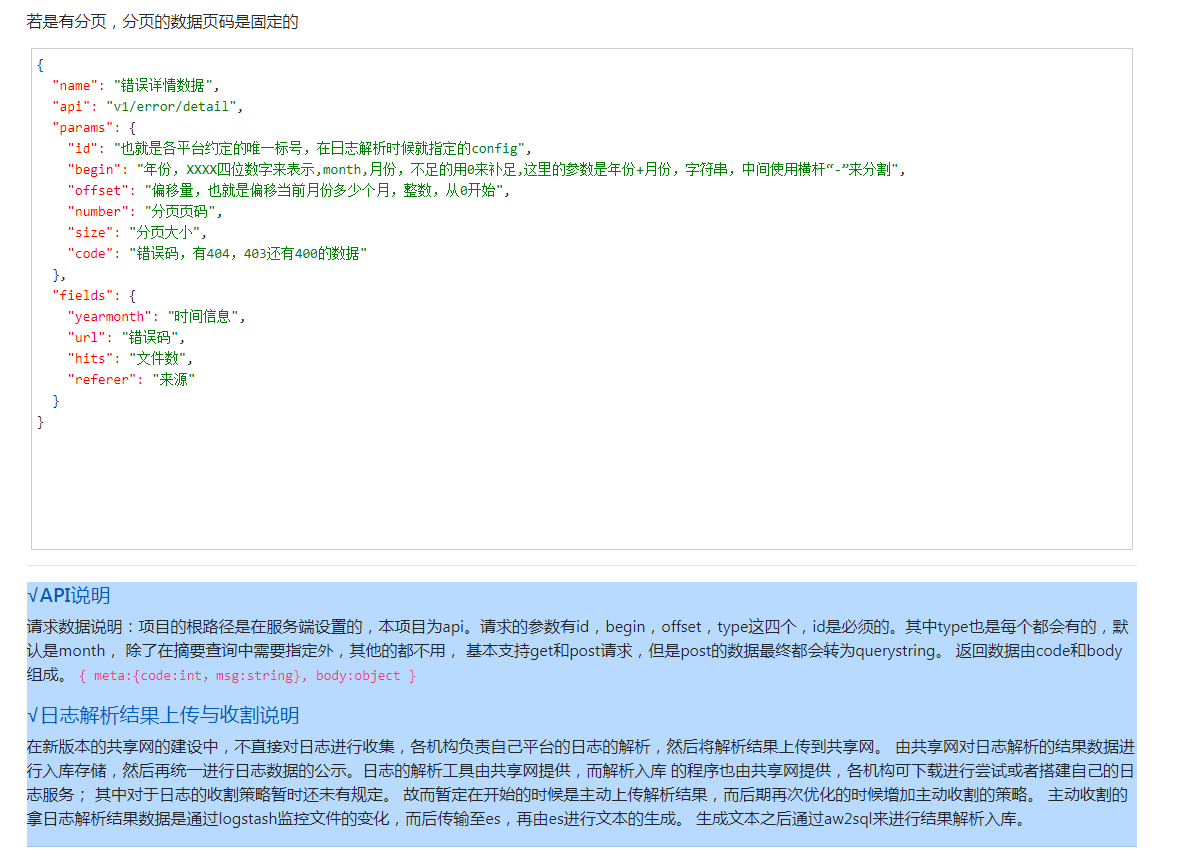 若是有分页，分页的数据页码是固定的
{
"name": "错误详情数据",
"api": "v1/error/detail",
"params": {
"id": "也就是各平台约定的唯一标号，在日志解析时候就指定的config",
"begin": "年份，XXXX四位数字来表示,month,月份，不足的用0来补足,这里的参数是年份+月份，字符串，中间使用横杆“-”来分割",
"offset": "偏移量，也就是偏移当前月份多少个月，整数，从0开始",
"number": "分页页码",
"size": "分页大小",
"code": "错误码，有404，403还有400的数据"
},
"fields": {
"yearmonth": "时间信息",
"url": "错误码",
"hits": "文件数",
"referer": "来源"
}
}
√API说明
请求数据说明：项目的根路径是在服务端设置的，本项目为api。请求的参数有id，begin，offset，type这四个，id是必须的。其中type也是每个都会有的，默
认是month， 除了在摘要查询中需要指定外，其他的都不用， 基本支持get和post请求，但是post的数据最终都会转为querystring。 返回数据由code和body
组成。 { meta:{code:int，msg:string}, body:object }
√日志解析结果上传与收割说明
在新版本的共享网的建设中，不直接对日志进行收集，各机构负责自己平台的日志的解析，然后将解析结果上传到共享网。 由共享网对日志解析的结果数据进
行入库存储，然后再统一进行日志数据的公示。日志的解析工具由共享网提供，而解析入库 的程序也由共享网提供，各机构可下载进行尝试或者搭建自己的日
志服务； 其中对于日志的收割策略暂时还未有规定。 故而暂定在开始的时候是主动上传解析结果，而后期再次优化的时候增加主动收割的策略。 主动收割的
拿日志解析结果数据是通过logstash监控文件的变化，而后传输至es，再由es进行文本的生成。 生成文本之后通过aw2sql来进行结果解析入库。